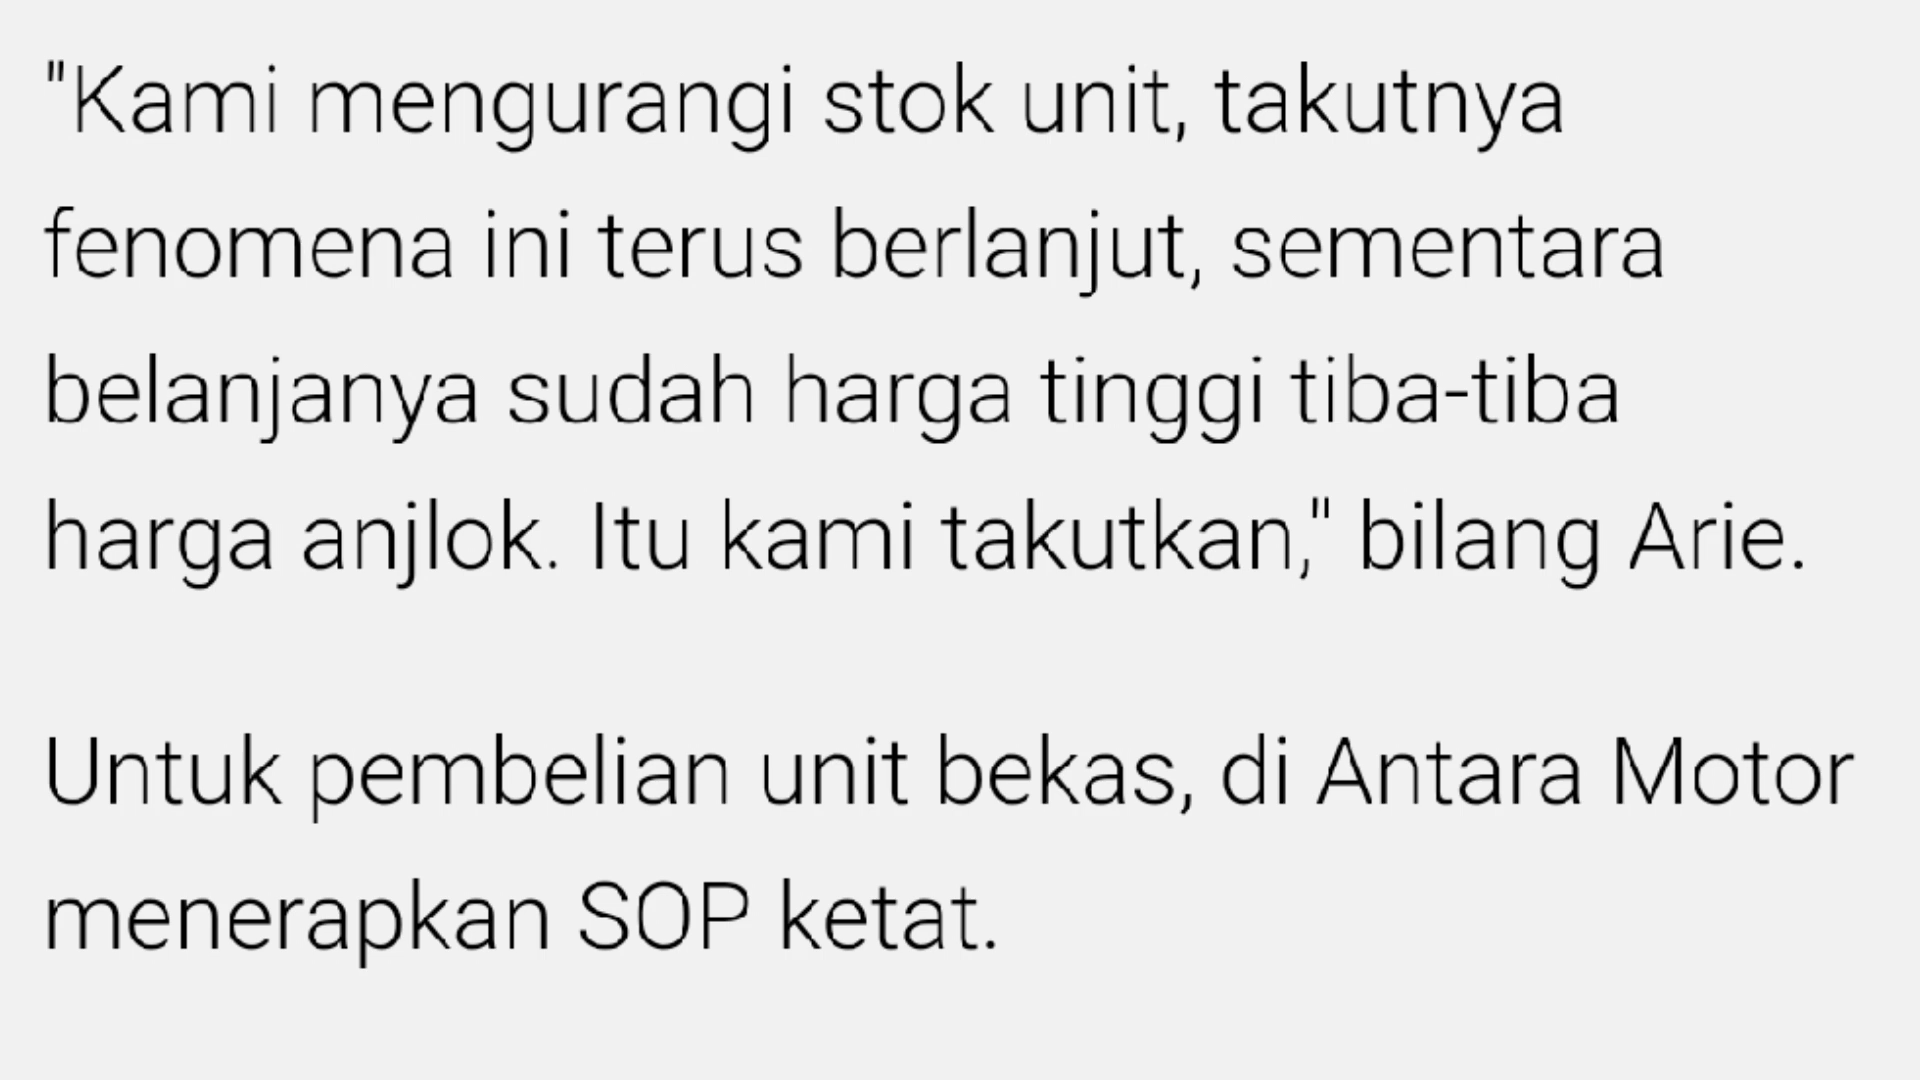 "Kami mengurangi stok unit, takutnya
fenomena ini terus berlanjut, sementara
belanjanya sudah harga tinggi tiba-tiba
harga anjlok. Itu kami takutkan," bilang Arie.
Untuk pembelian unit bekas, di Antara Motor
menerapkan SOP ketat.